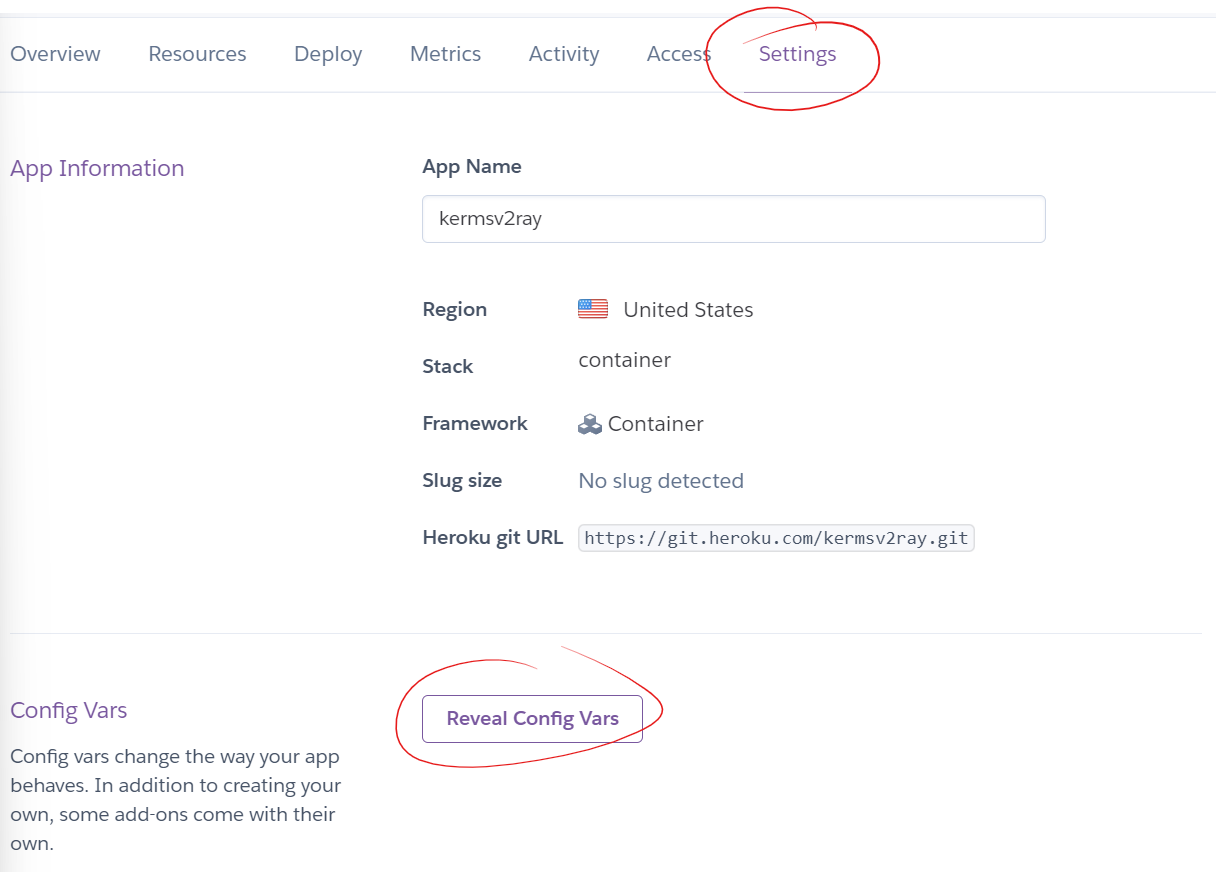 Overview Resources Deploy Metrics Activity Access Settings
App Information
App Name
kermsv2ray
Region United States
Stack container
Framework Container
Slug size No slug detected
Heroku git URL https://git.heroku.com/kermsv2ray.git
Config Vars
Reveal Config Vars
Config vars change the way your app
behaves. In addition to creating your
own, some add-ons come with their
own.